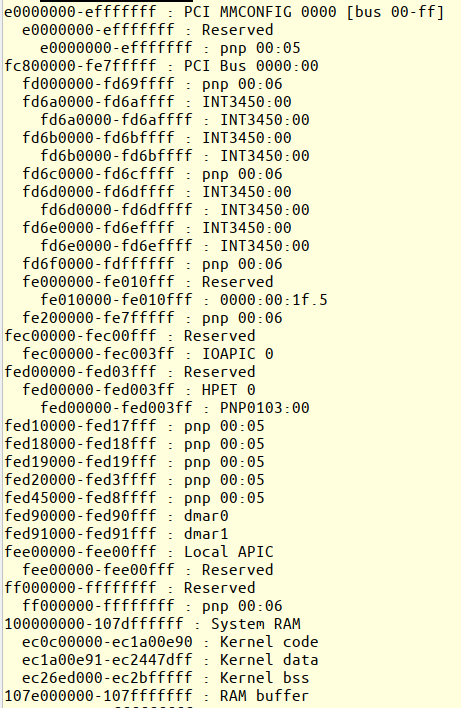 e0000000-efffffff : PCI MMCONFIG 0000 [bus 00-ff]
  e0000000-efffffff : Reserved
    e0000000-efffffff : pnp 00:05
fc800000-fe7fffff : PCI Bus 0000:00
  fd000000-fd69ffff : pnp 00:06
  fd6a0000-fd6affff : INT3450:00
    fd6a0000-fd6affff : INT3450:00
  fd6b0000-fd6bffff : INT3450:00
    fd6b0000-fd6bffff : INT3450:00
  fd6c0000-fd6cffff : pnp 00:06
  fd6d0000-fd6dffff : INT3450:00
    fd6d0000-fd6dffff : INT3450:00
  fd6e0000-fd6effff : INT3450:00
    fd6e0000-fd6effff : INT3450:00
  fd6f0000-fdffffff : pnp 00:06
  fe000000-fe010fff : Reserved
    fe010000-fe010fff : 0000:00:1f.5
  fe200000-fe7fffff : pnp 00:06
fec00000-fec00fff : Reserved
  fec00000-fec003ff : IOAPIC 0
fed00000-fed03fff : Reserved
  fed00000-fed003ff : HPET 0
    fed00000-fed003ff : PNP0103:00
fed10000-fed17fff : pnp 00:05
fed18000-fed18fff : pnp 00:05
fed19000-fed19fff : pnp 00:05
fed20000-fed3ffff : pnp 00:05
fed45000-fed8ffff : pnp 00:05
fed90000-fed90fff : dmar0
fed91000-fed91fff : dmar1
fee00000-fee00fff : Local APIC
  fee00000-fee00fff : Reserved
ff000000-ffffffff : Reserved
  ff000000-ffffffff : pnp 00:06
100000000-107dffffff : System RAM
  ec0c00000-ec1a00e90 : Kernel code
  ec1a00e91-ec2447dff : Kernel data
  ec26ed000-ec2bfffff : Kernel bss
107e000000-107fffffff : RAM buffer